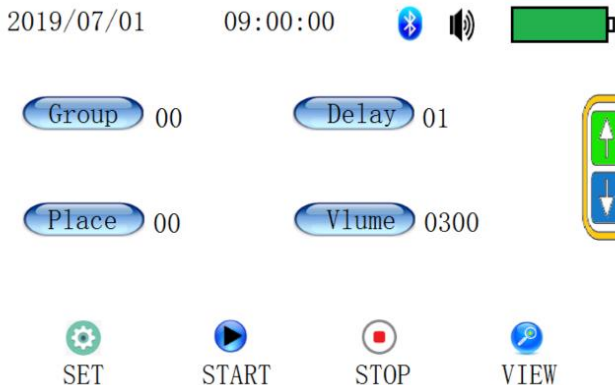 2019/07/01 09:00:00
Group 00 Delay 01
Place 00 Vlume 0300
SET START STOP VIEW